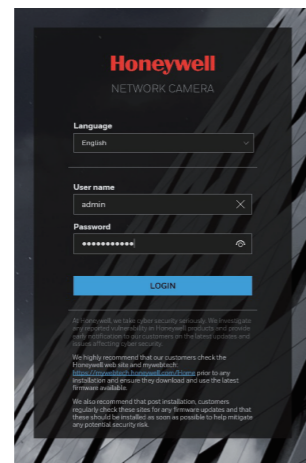 Honeywell
NETWORK CAMERA
Language
English
User name
admin
Password
●●●●●●●●●●●
LOGIN
At Honeywell, we take cyber security seriously. We investigate
any reported vulnerability in Honeywell products and provide
early notification to our customers on the latest updates and
issues affecting cyber security.
We highly recommend that our customers check the
Honeywell web site and mywebtech:
https://mywebtech.honeywell.com/Home prior to any
installation and ensure they download and use the latest
firmware available.
We also recommend that post installation, customers
regularly check these sites for any firmware updates and that
these should be installed as soon as possible to help mitigate
any potential security risk.